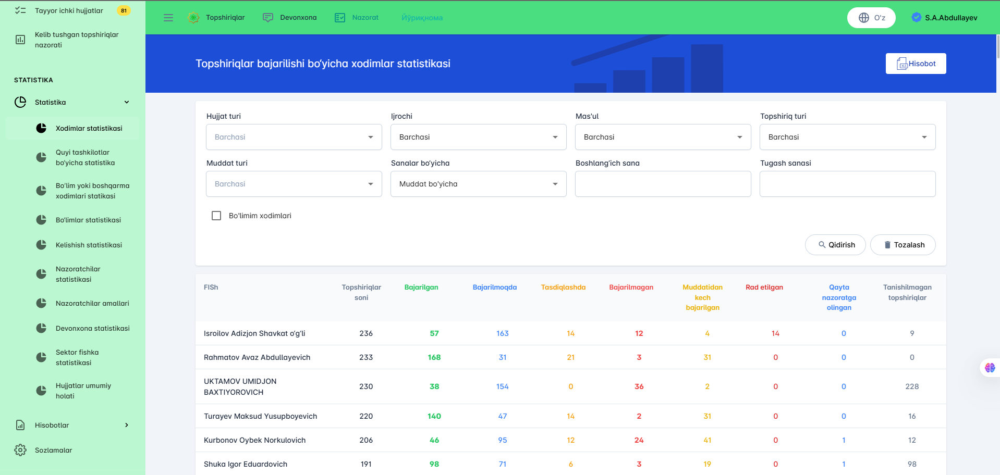 Tayyor ichki hujjatlar 81
Kelib tushgan topshiriqlar
nazorati
STATISTIKA
Statistika
Xodimlar statistikasi
Quyi tashkilotlar
bo‘yicha statistika
Bo‘lim yoki boshqarma
xodimlari statikasi
Bo‘limlar statistikasi
Kelishish statistikasi
Nazoratchilar
statistikasi
Nazoratchilar amallari
Devonxona statistikasi
Sektor fishka
statistikasi
Hujjatlar umumiy
holati
Hisobotlar
Sozlamalar
Topshiriqlar Devonxona Nazorat Йўриқнома O'z S.A.Abdullayev
Topshiriqlar bajarilishi bo‘yicha xodimlar statistikasi
XLS Hisobot
Hujjat turi Ijrochi Mas'ul Topshiriq turi
Barchasi Barchasi Barchasi Barchasi
Muddat turi Sanalar bo‘yicha Boshlang‘ich sana Tugash sanasi
Barchasi Muddat bo'yicha
Bo'limim xodimlari
Qidirish Tozalash
FISh Topshiriqlar soni Bajarilgan Bajarilmoqda Tasdiqlashda Bajarilmagan Muddatidan kech bajarilgan Rad etilgan Qayta nazoratga olingan Tanishilmagan topshiriqlar
Isroilov Adizjon Shavkat o‘g‘li 236 57 163 14 12 4 14 0 9
Rahmatov Avaz Abdullayevich 233 168 31 21 3 31 0 0 0
UKTAMOV UMIDJON
BAXTIYOROVICH 230 38 154 0 36 2 0 0 228
Turayev Maksud Yusupboyevich 220 140 47 14 2 31 0 0 16
Kurbonov Oybek Norkulovich 206 46 95 12 24 41 0 1 12
Shuka Igor Eduardovich 191 98 71 6 3 19 0 1 98